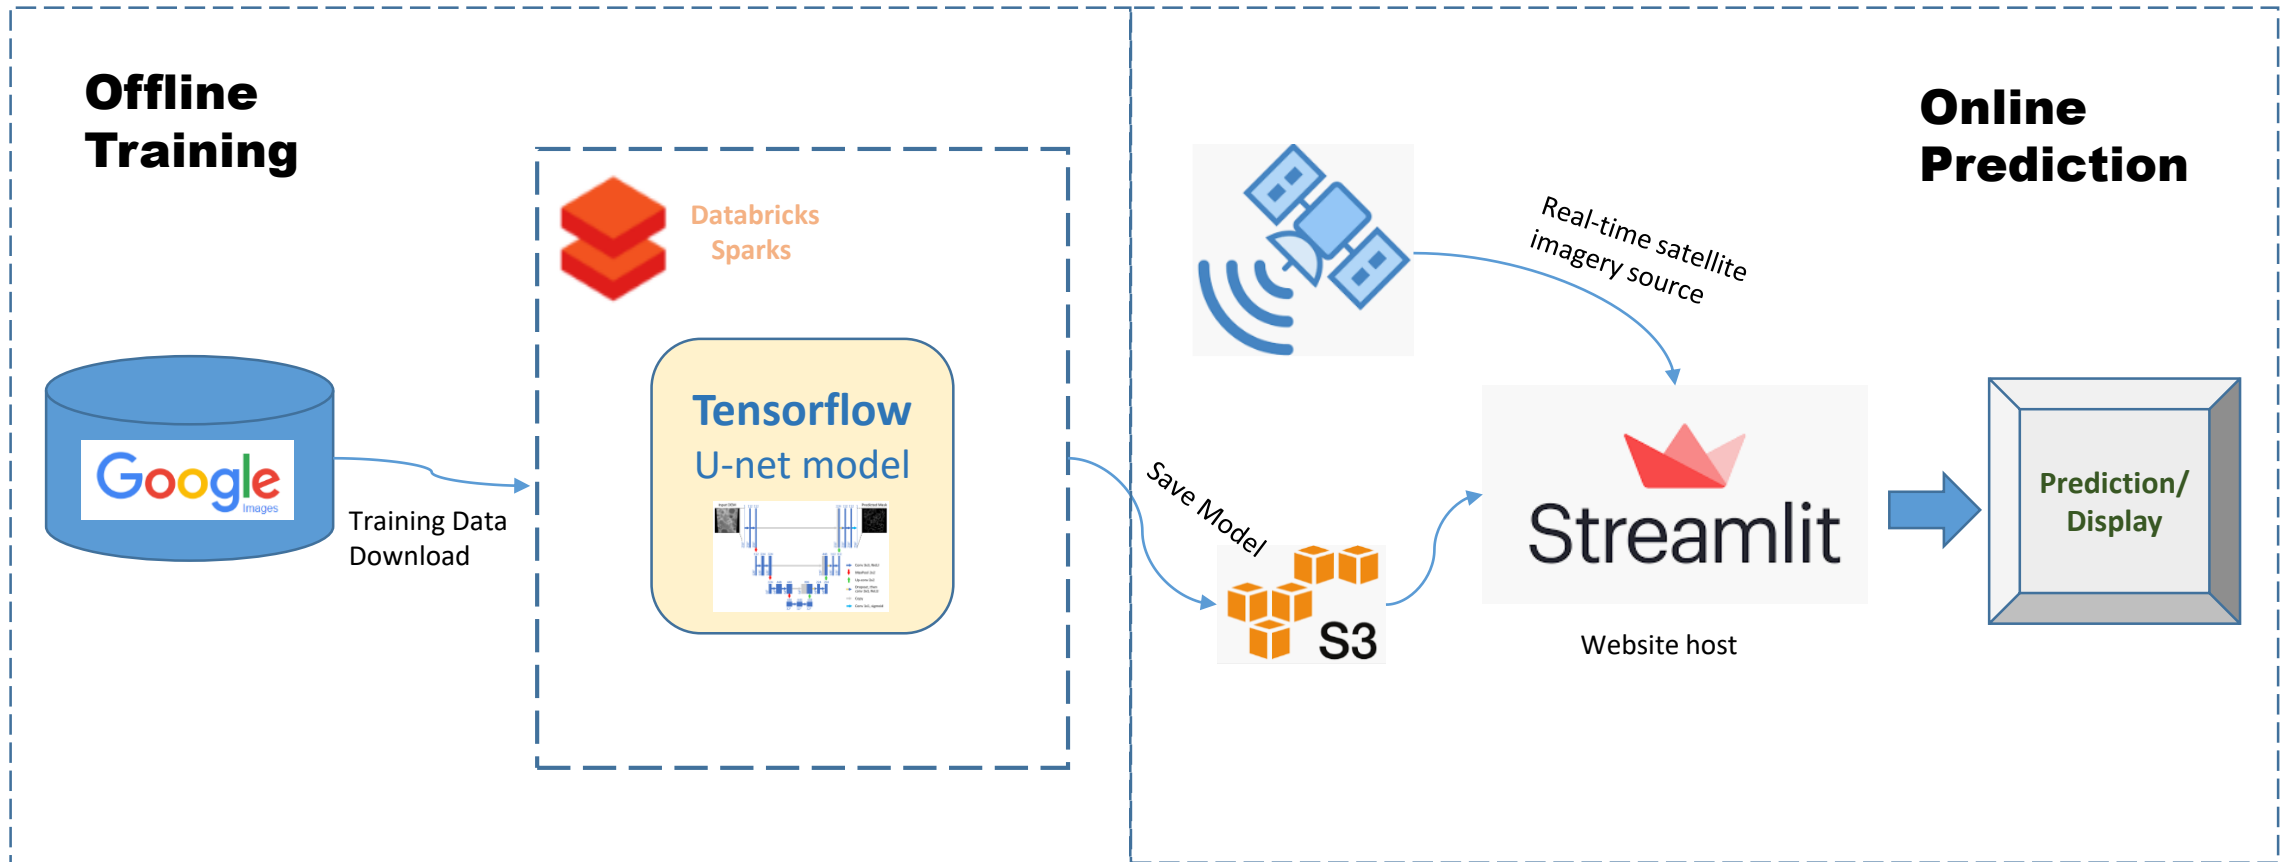 Offline
Training
Databricks
Sparks
Tensorflow
U-net model
Google
Images
Training Data
Download
Save Model
S3
Real-time satellite
imagery source
Streamlit
Website host
Online
Prediction
Prediction/
Display